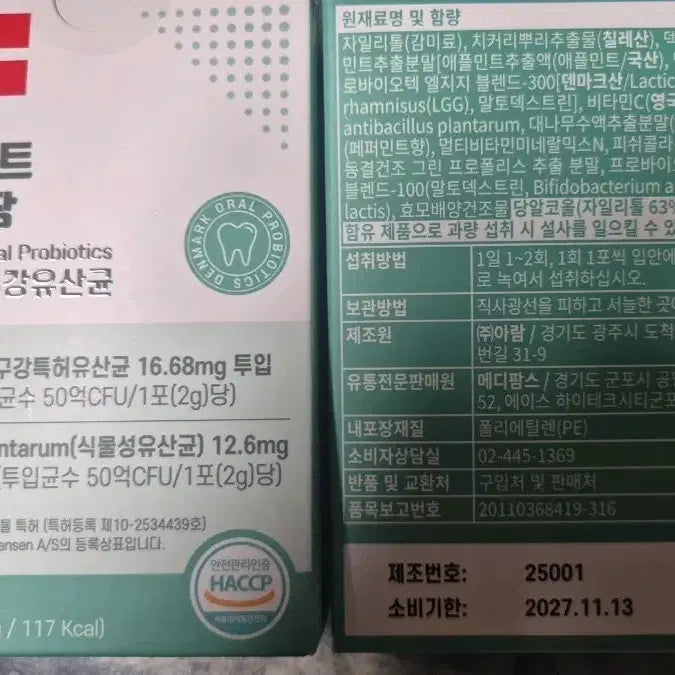 트
당
al Probiotics
강유산균
DENMARK ORAL PROBIOTICS
구강특허유산균 16.68mg 투입
균수 50억CFU/1포(2g)당)
ntarum(식물성유산균) 12.6mg
(투입균수 50억CFU/1포(2g)당)
물 특허 (특허등록 제10-2534439호)
ansen A/S의 등록상표입니다.
안전관리인증
HACCP
식품의약품안전처
/ 117 Kcal)
원재료명 및 함량
자일리톨(감미료), 치커리뿌리추출물(칠레산), 덱
민트추출분말[애플민트추출액(애플민트/국산),
로바이오텍 엘지지 블렌드-300[덴마크산/Lactic
rhamnisus(LGG), 말토덱스트린], 비타민C(영국
antibacillus plantarum, 대나무수액추출분말(
(페퍼민트향), 멀티비타민미네랄믹스N, 피쉬콜라
동결건조 그린 프로폴리스 추출 분말, 프로바이오
블렌드-100(말토덱스트린, Bifidobacterium a
lactis), 효모배양건조물 당알코올(자일리톨 63%
함유 제품으로 과량 섭취 시 설사를 일으킬 수 있
섭취방법 1일 1~2회, 1회 1포씩 입안에
로 녹여서 섭취하십시오.
보관방법 직사광선을 피하고 서늘한 곳에
제조원 ㈜아람 / 경기도 광주시 도척
번길 31-9
유통전문판매원 메디팜스 / 경기도 군포시 공단
52, 에이스 하이테크시티군포
내포장재질 폴리에틸렌(PE)
소비자상담실 02-445-1369
반품 및 교환처 구입처 및 판매처
품목보고번호 20110368419-316
제조번호: 25001
소비기한: 2027.11.13